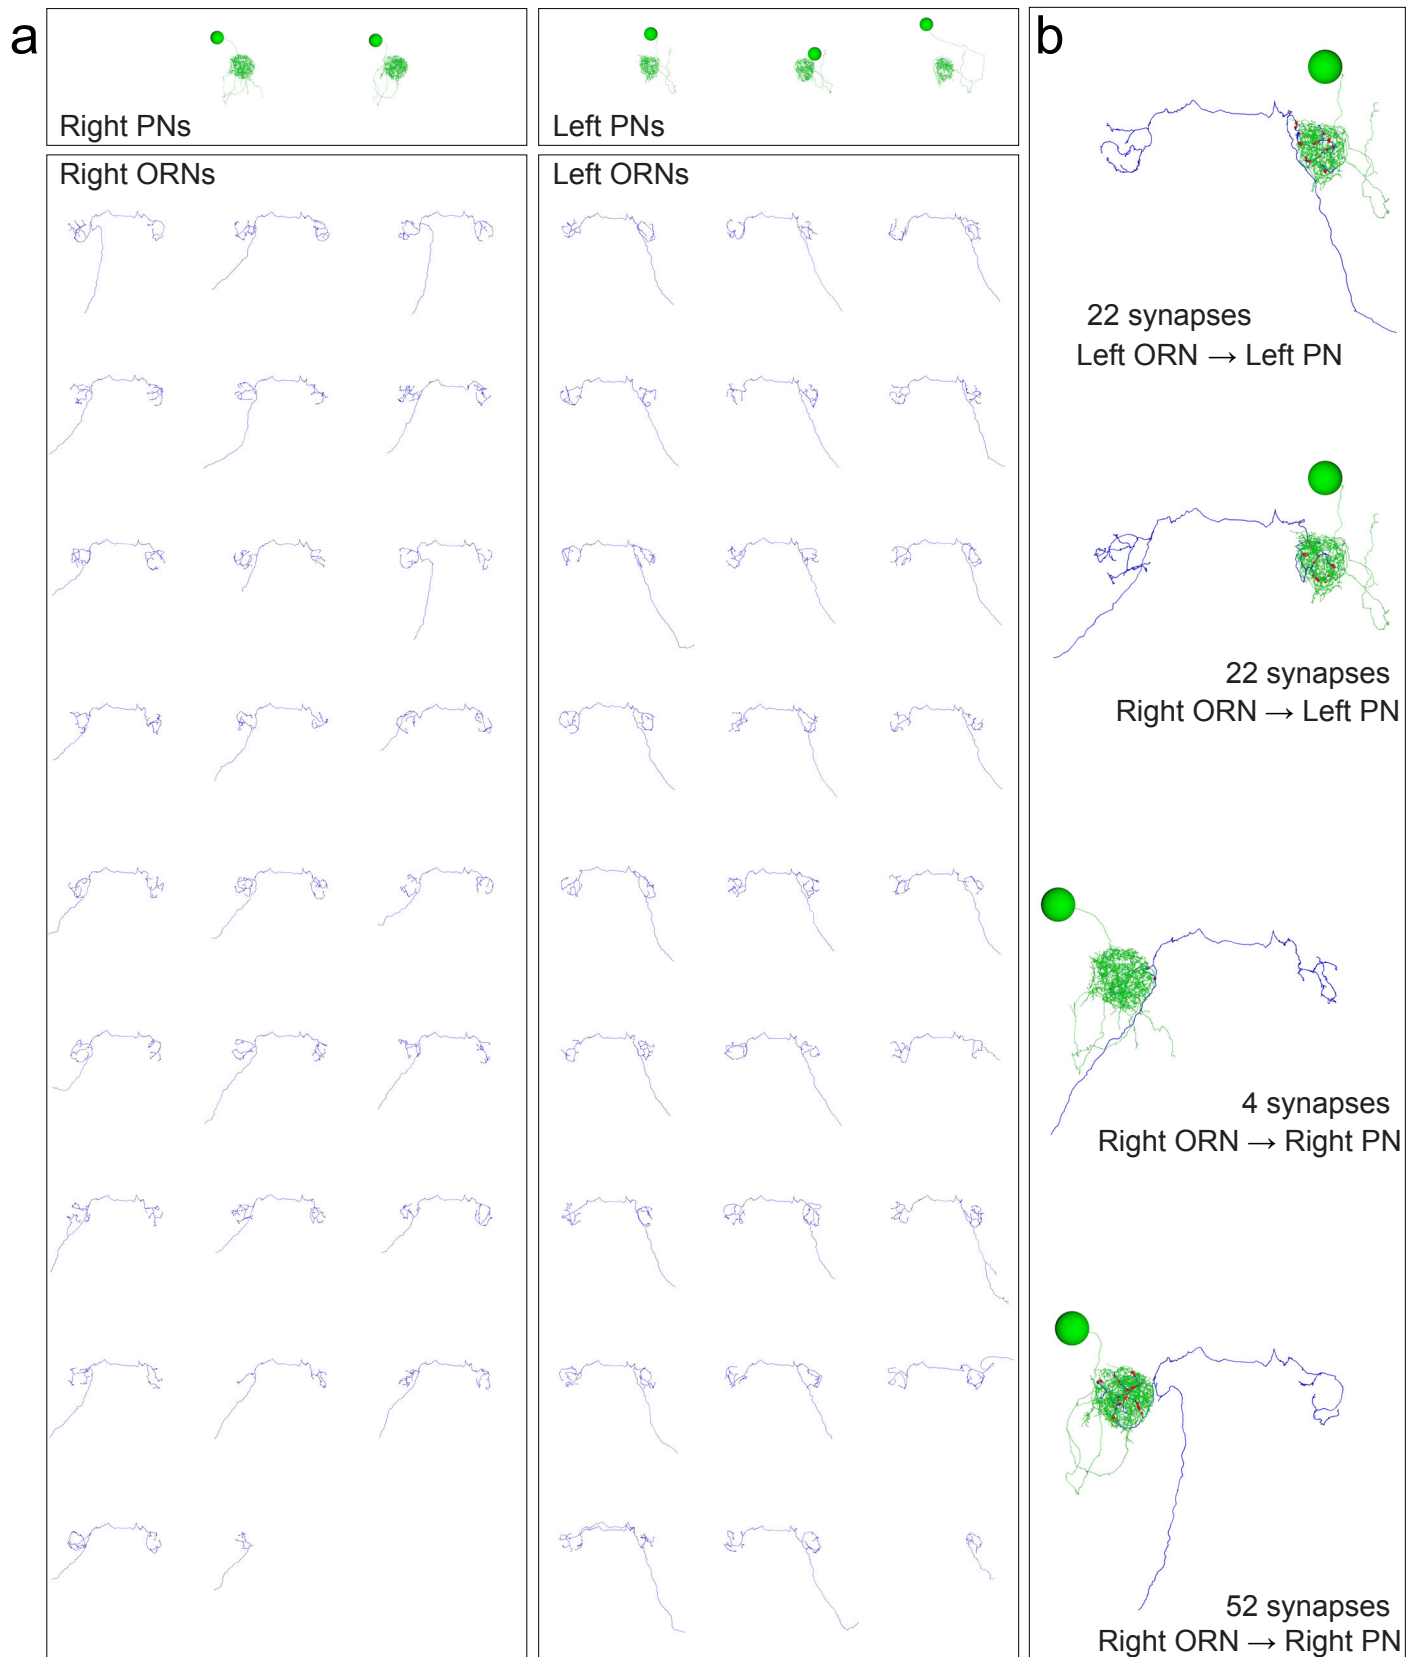 a
Right PNs
Left PNs
Right ORNs
Left ORNs
b
22 synapses
Left ORN → Left PN
22 synapses
Right ORN → Left PN
4 synapses
Right ORN → Right PN
52 synapses
Right ORN → Right PN